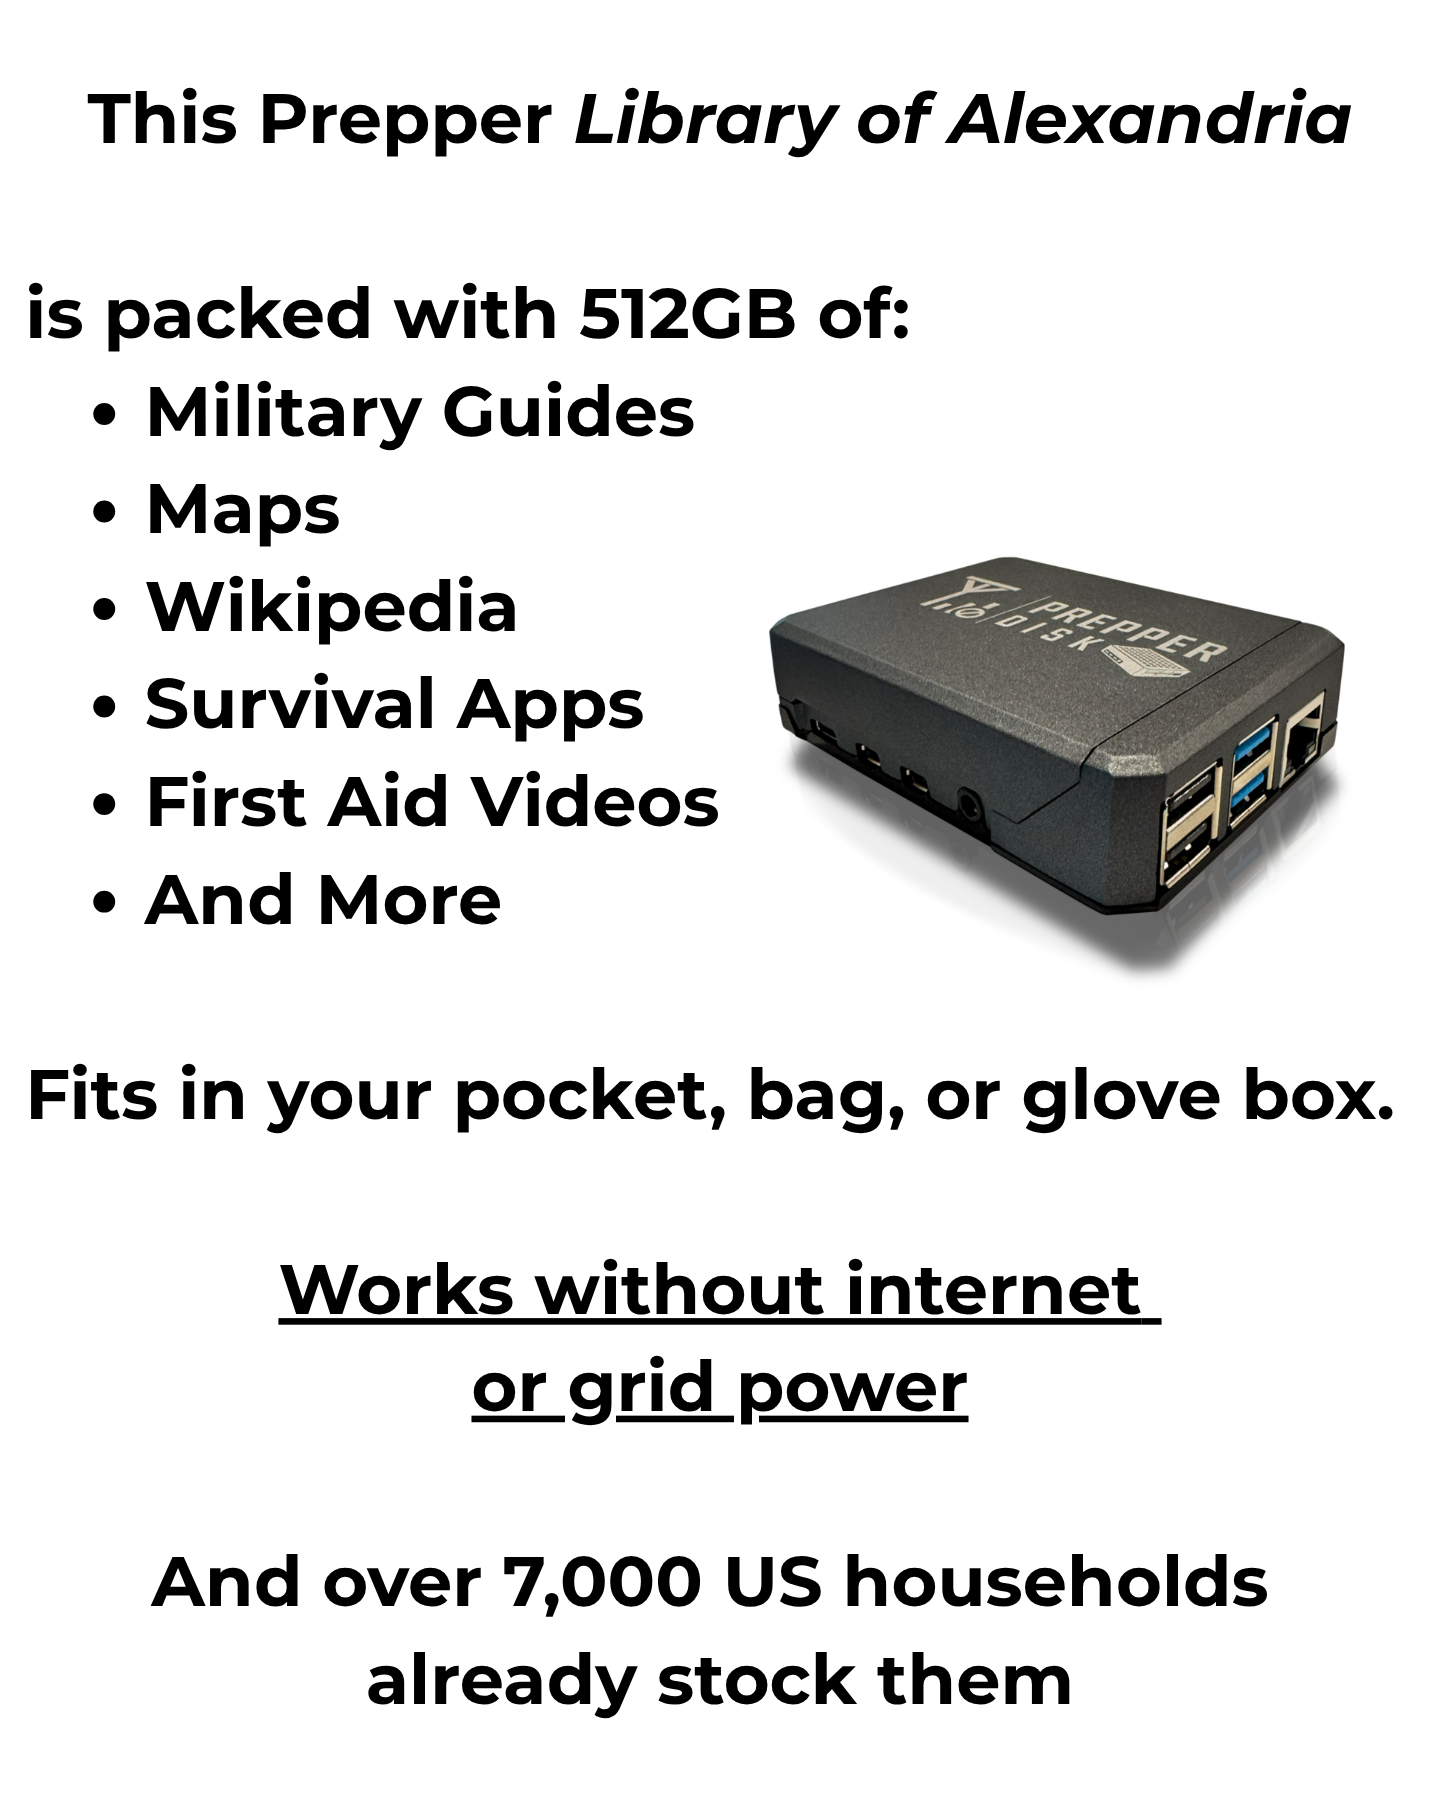 This Prepper Library of Alexandria
is packed with 512GB of:
• Military Guides
• Maps
• Wikipedia
• Survival Apps
• First Aid Videos
• And More
PREPPER
DISK
Fits in your pocket, bag, or glove box.
Works without internet
or grid power
And over 7,000 US households
already stock them